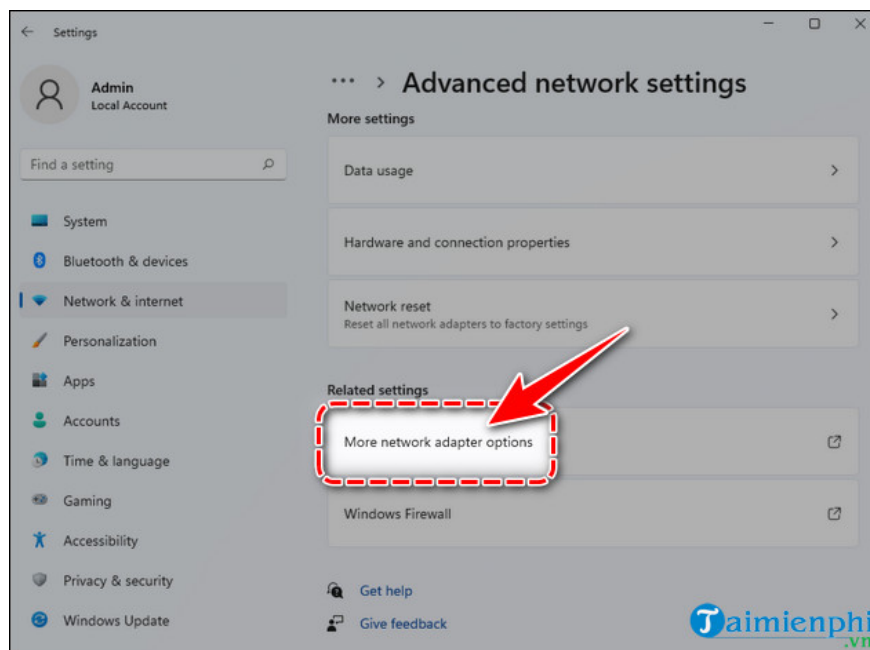 Settings
Admin
Local Account
Find a setting
System
Bluetooth & devices
Network & internet
Personalization
Apps
Accounts
Time & language
Gaming
Accessibility
Privacy & security
Windows Update
··· > Advanced network settings
More settings
Data usage
Hardware and connection properties
Network reset
Reset all network adapters to factory settings
Related settings
More network adapter options
Windows Firewall
Get help
Give feedback
Taimienphi
.vn